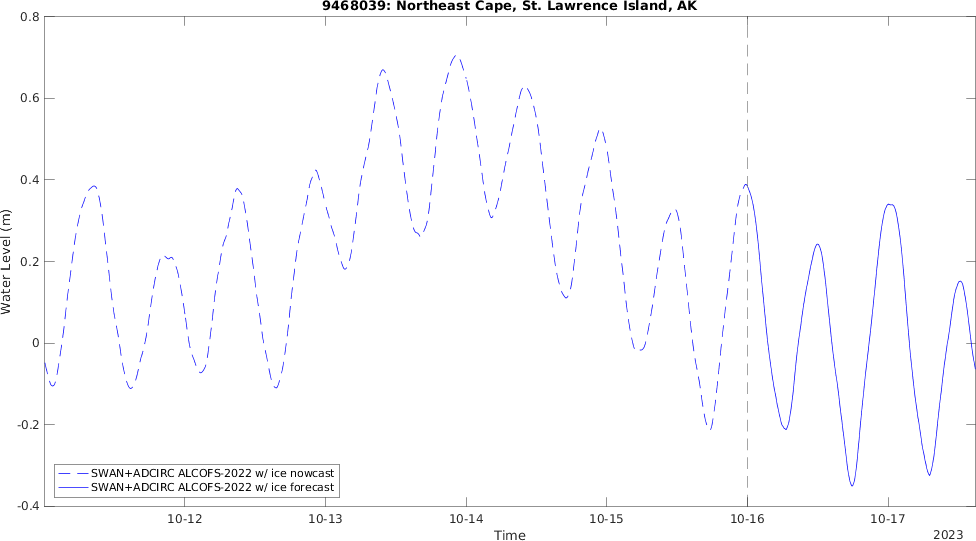 9468039: Northeast Cape, St. Lawrence Island, AK
0.8
0.6
0.4
0.2
0
-0.2
-0.4
Water Level (m)
SWAN+ADCIRC ALCOFS-2022 w/ ice nowcast
SWAN+ADCIRC ALCOFS-2022 w/ ice forecast
10-12 10-13 10-14 10-15 10-16 10-17
Time
2023